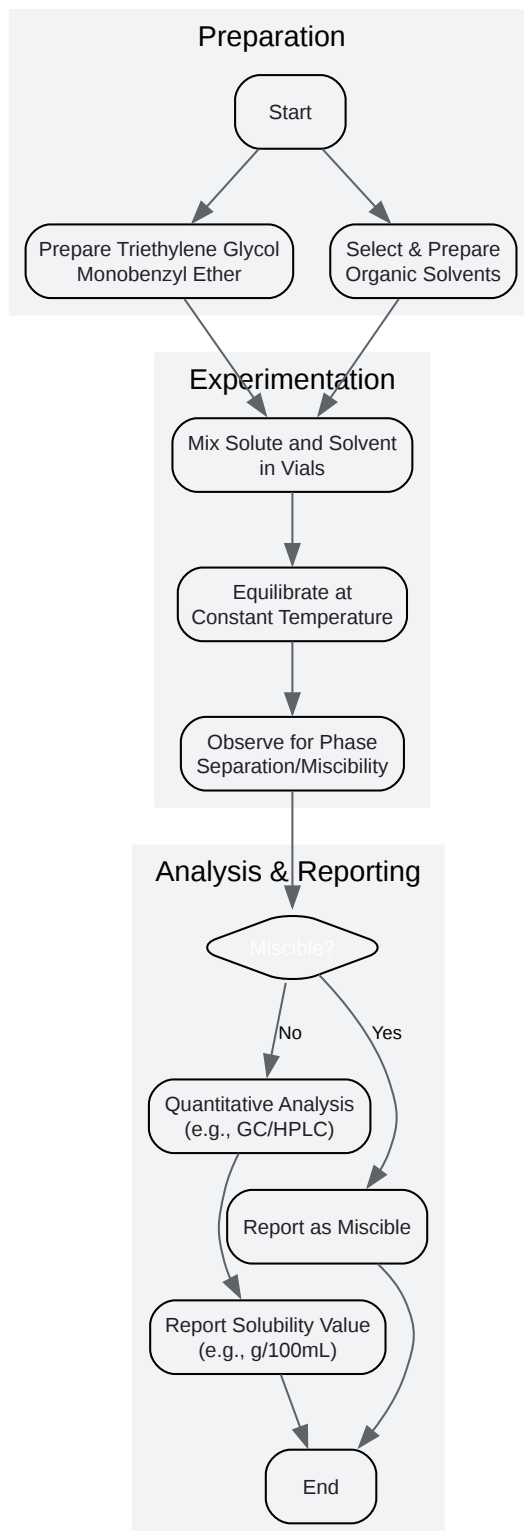 Preparation
Start
Prepare Triethylene Glycol
Monobenzyl Ether
Select & Prepare
Organic Solvents
Experimentation
Mix Solute and Solvent
in Vials
Equilibrate at
Constant Temperature
Observe for Phase
Separation/Miscibility
Analysis & Reporting
Miscible?
No
Yes
Quantitative Analysis
(e.g., GC/HPLC)
Report as Miscible
Report Solubility Value
(e.g., g/100mL)
End